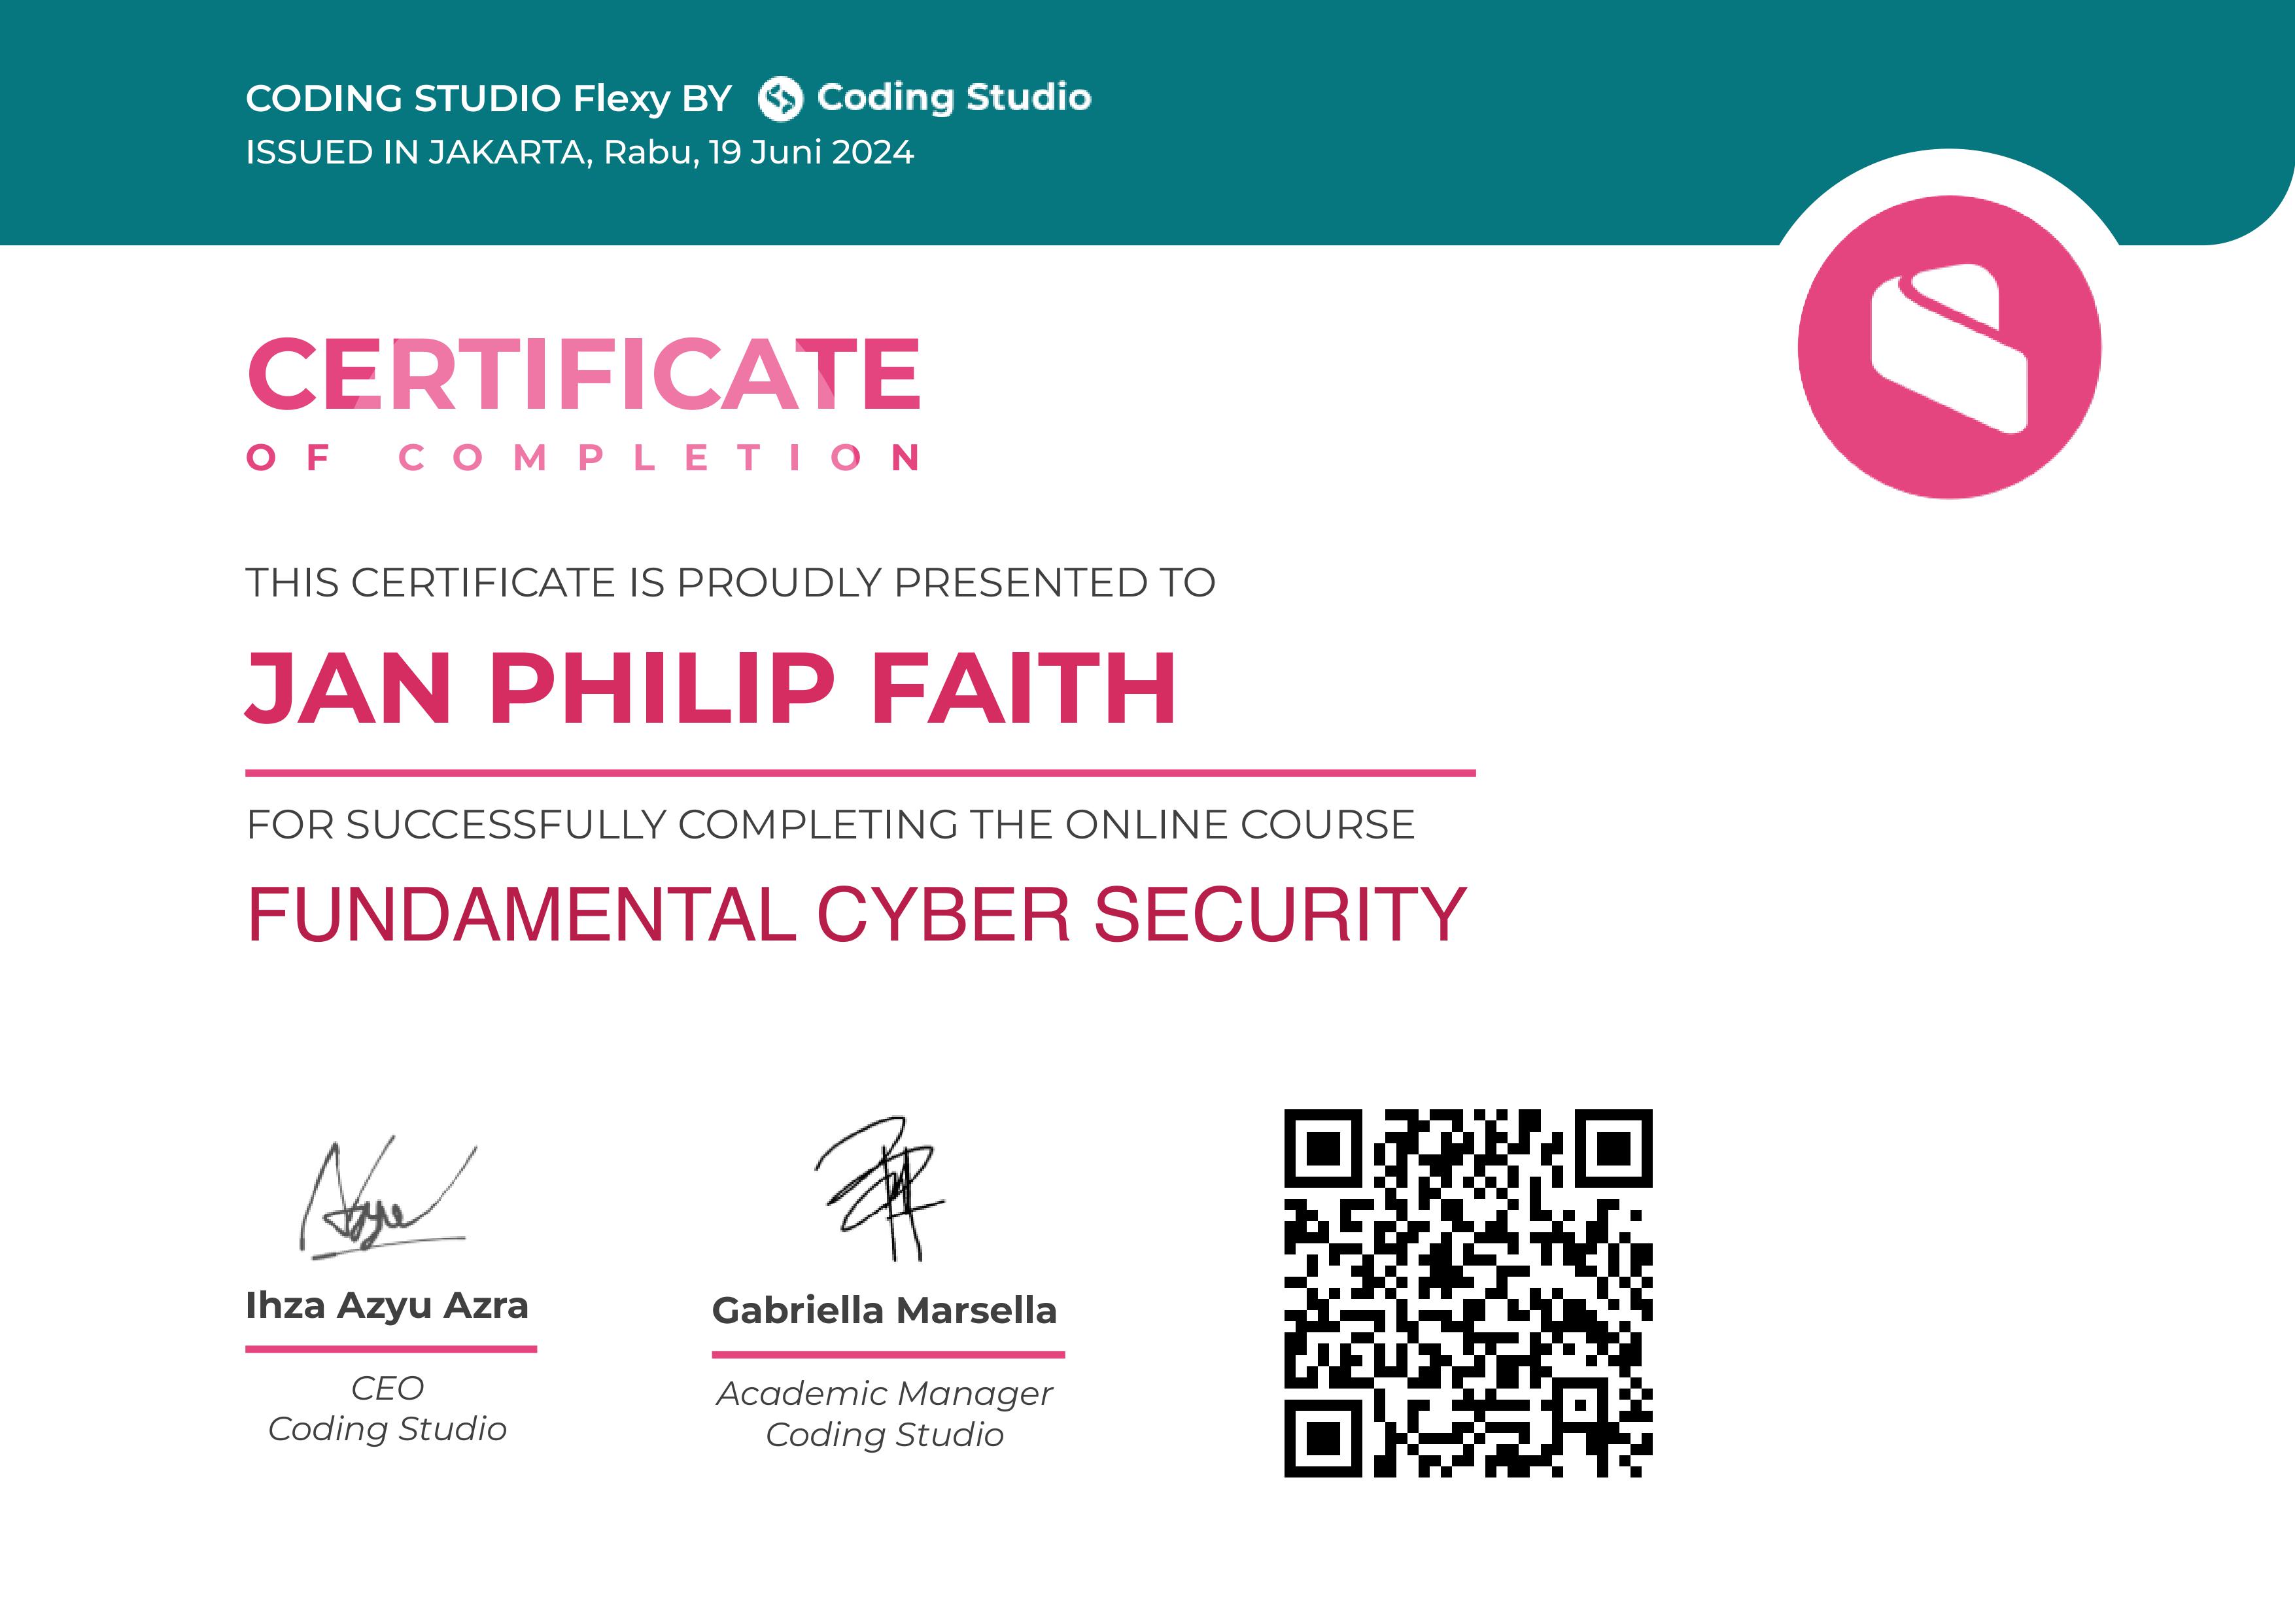 CODING STUDIO Flexy BY Coding Studio
ISSUED IN JAKARTA, Rabu, 19 Juni 2024
CERTIFICATE
OF COMPLETION
THIS CERTIFICATE IS PROUDLY PRESENTED TO
JAN PHILIP FAITH
FOR SUCCESSFULLY COMPLETING THE ONLINE COURSE
FUNDAMENTAL CYBER SECURITY
Ihza Azyu Azra
CEO
Coding Studio
Gabriella Marsella
Academic Manager
Coding Studio